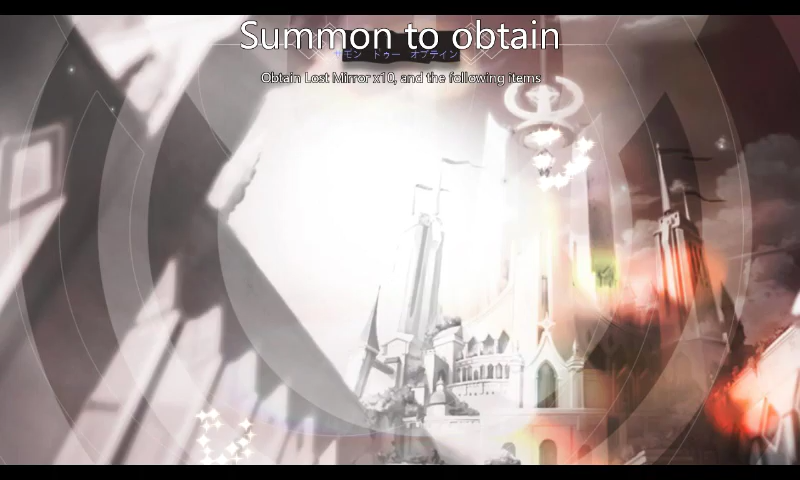 Summon to obtain
サモン トゥー オブテイン
Obtain Lost Mirror x10, and the following items